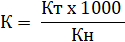 К = Кт х 1000
Кн